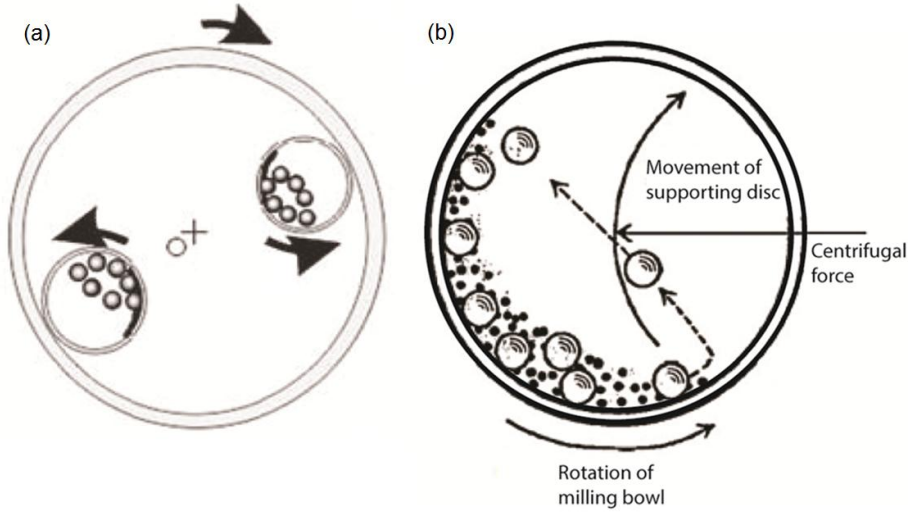 (a)
(b)
Movement of
supporting disc
Centrifugal
force
Rotation of
milling bowl